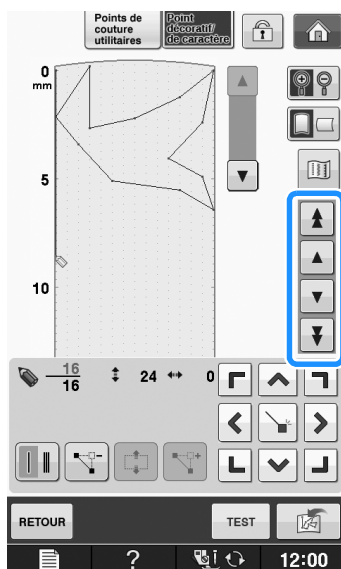 Points de
couture
utilitaires
Point
décoratif/
de caractère
0
mm
5
10
16
16
24
0
RETOUR
TEST
?
12:00